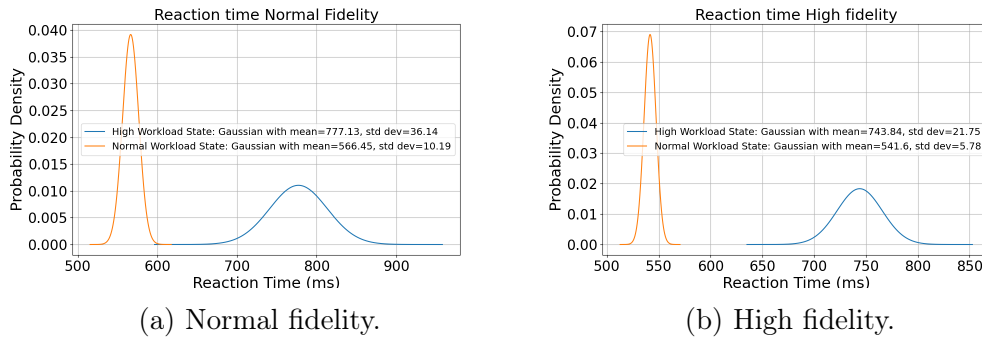 Reaction time Normal Fidelity
Probability Density
0.040
0.035
0.030
0.025
0.020
0.015
0.010
0.005
0.000
High Workload State: Gaussian with mean=777.13, std dev=36.14
Normal Workload State: Gaussian with mean=566.45, std dev=10.19
500 600 700 800 900
Reaction Time (ms)
(a) Normal fidelity.
Reaction time High fidelity
Probability Density
0.07
0.06
0.05
0.04
0.03
0.02
0.01
0.00
High Workload State: Gaussian with mean=743.84, std dev=21.75
Normal Workload State: Gaussian with mean=541.6, std dev=5.78
500 550 600 650 700 750 800 850
Reaction Time (ms)
(b) High fidelity.